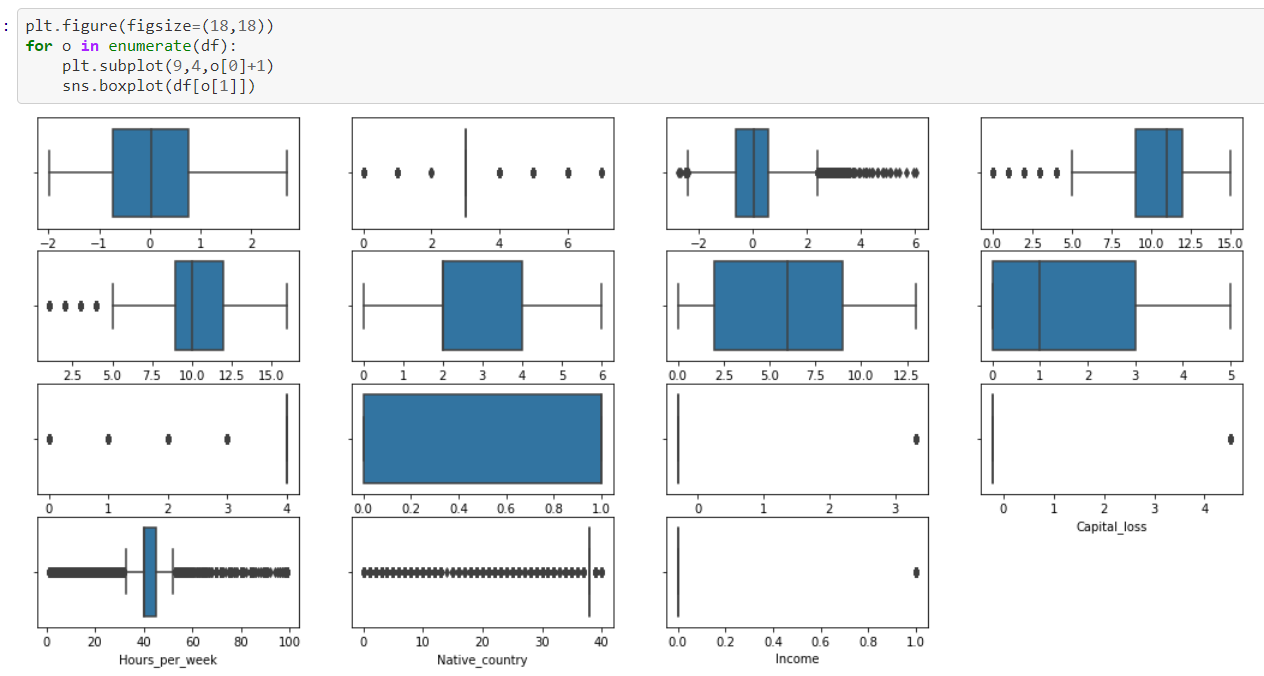 : plt.figure(figsize=(18,18))
for o in enumerate(df):
    plt.subplot(9,4,o[0]+1)
    sns.boxplot(df[o[1]])
−2 −1 0 1 2
0 2 4 6
−2 0 2 4 6
0.0 2.5 5.0 7.5 10.0 12.5 15.0
2.5 5.0 7.5 10.0 12.5 15.0
0 1 2 3 4 5 6
0.0 2.5 5.0 7.5 10.0 12.5
0 1 2 3 4 5
0 1 2 3 4
0.0 0.2 0.4 0.6 0.8 1.0
0 1 2 3
0 1 2 3 4
Capital_loss
0 20 40 60 80 100
Hours_per_week
0 10 20 30 40
Native_country
0.0 0.2 0.4 0.6 0.8 1.0
Income